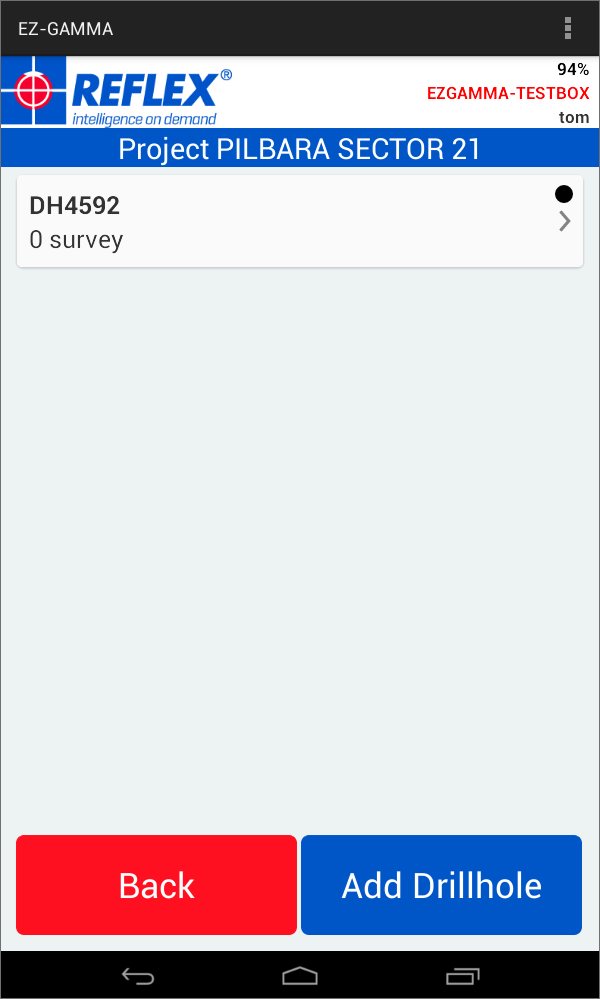 EZ-GAMMA
REFLEX®
intelligence on demand
94%
EZGAMMA-TESTBOX
tom
Project PILBARA SECTOR 21
DH4592
0 survey
Back
Add Drillhole